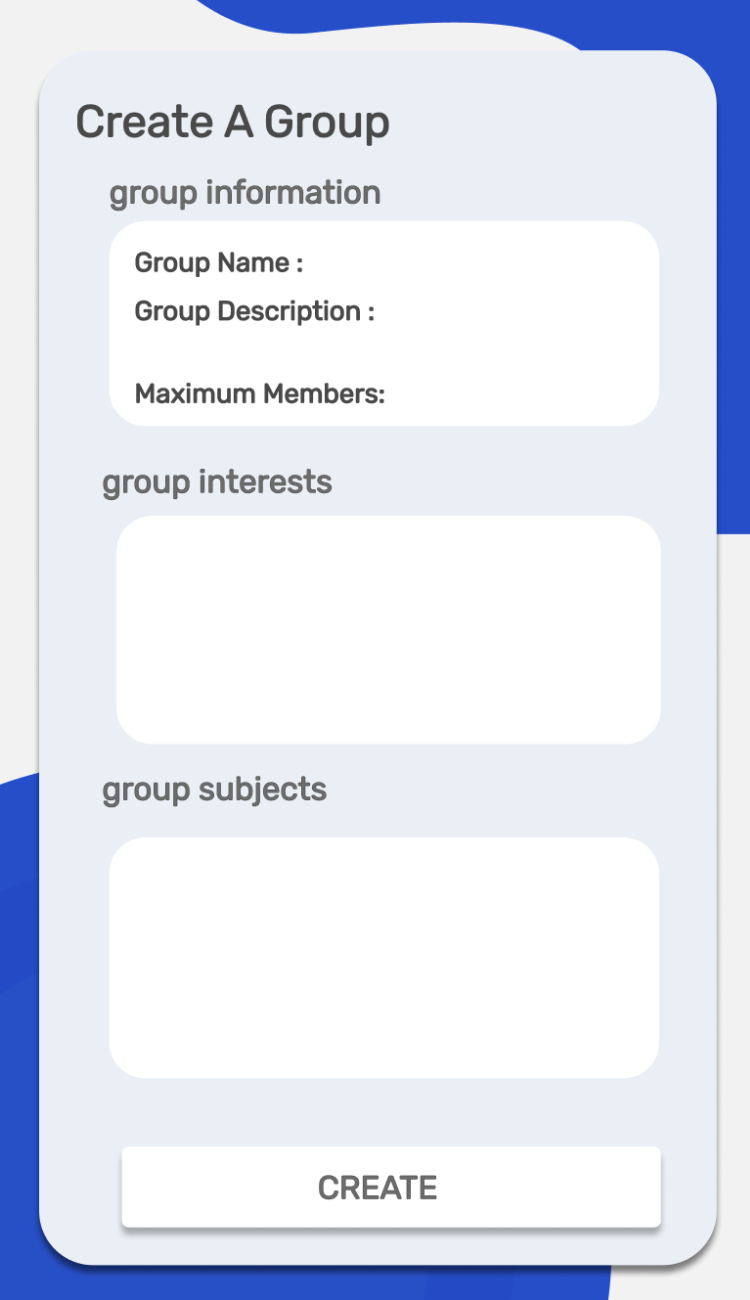 Create A Group
group information
Group Name :
Group Description :
Maximum Members:
group interests
group subjects
CREATE